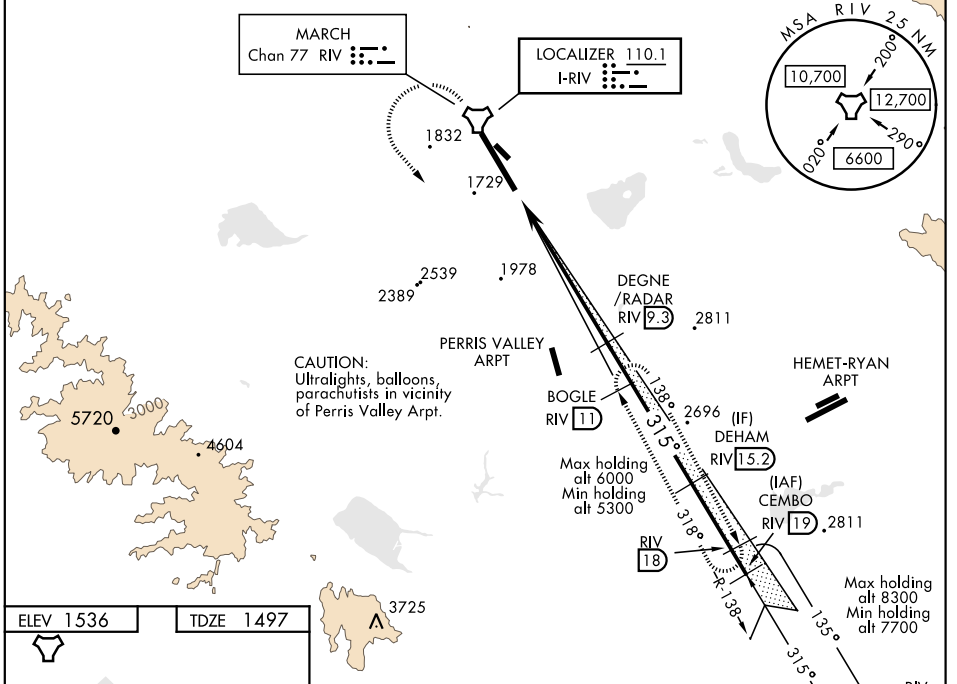 MARCH
Chan 77 RIV
LOCALIZER 110.1
I-RIV
MSA RIV 25 NM
200°
10,700
12,700
290°
020°
6600
1832
1729
1978
2539
2389
DEGNE
/RADAR
RIV 9.3
2811
PERRIS VALLEY
ARPT
HEMET-RYAN
ARPT
CAUTION:
Ultralights, balloons,
parachutists in vicinity
of Perris Valley Arpt.
BOGLE
RIV 11
138°
315°
2696
(IF)
DEHAM
RIV 15.2
3000
5720
4604
Max holding
alt 6000
Min holding
alt 5300
(IAF)
CEMBO
RIV 19
2811
318°
RIV
18
R-138
Max holding
alt 8300
Min holding
alt 7700
135°
315°
3725
ELEV 1536
TDZE 1497